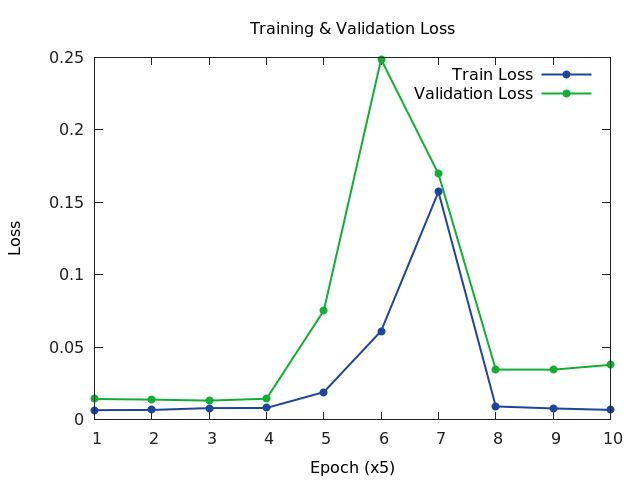 Training & Validation Loss
Train Loss
Validation Loss
0.25
0.2
0.15
0.1
0.05
0
Loss
1 2 3 4 5 6 7 8 9 10
Epoch (x5)